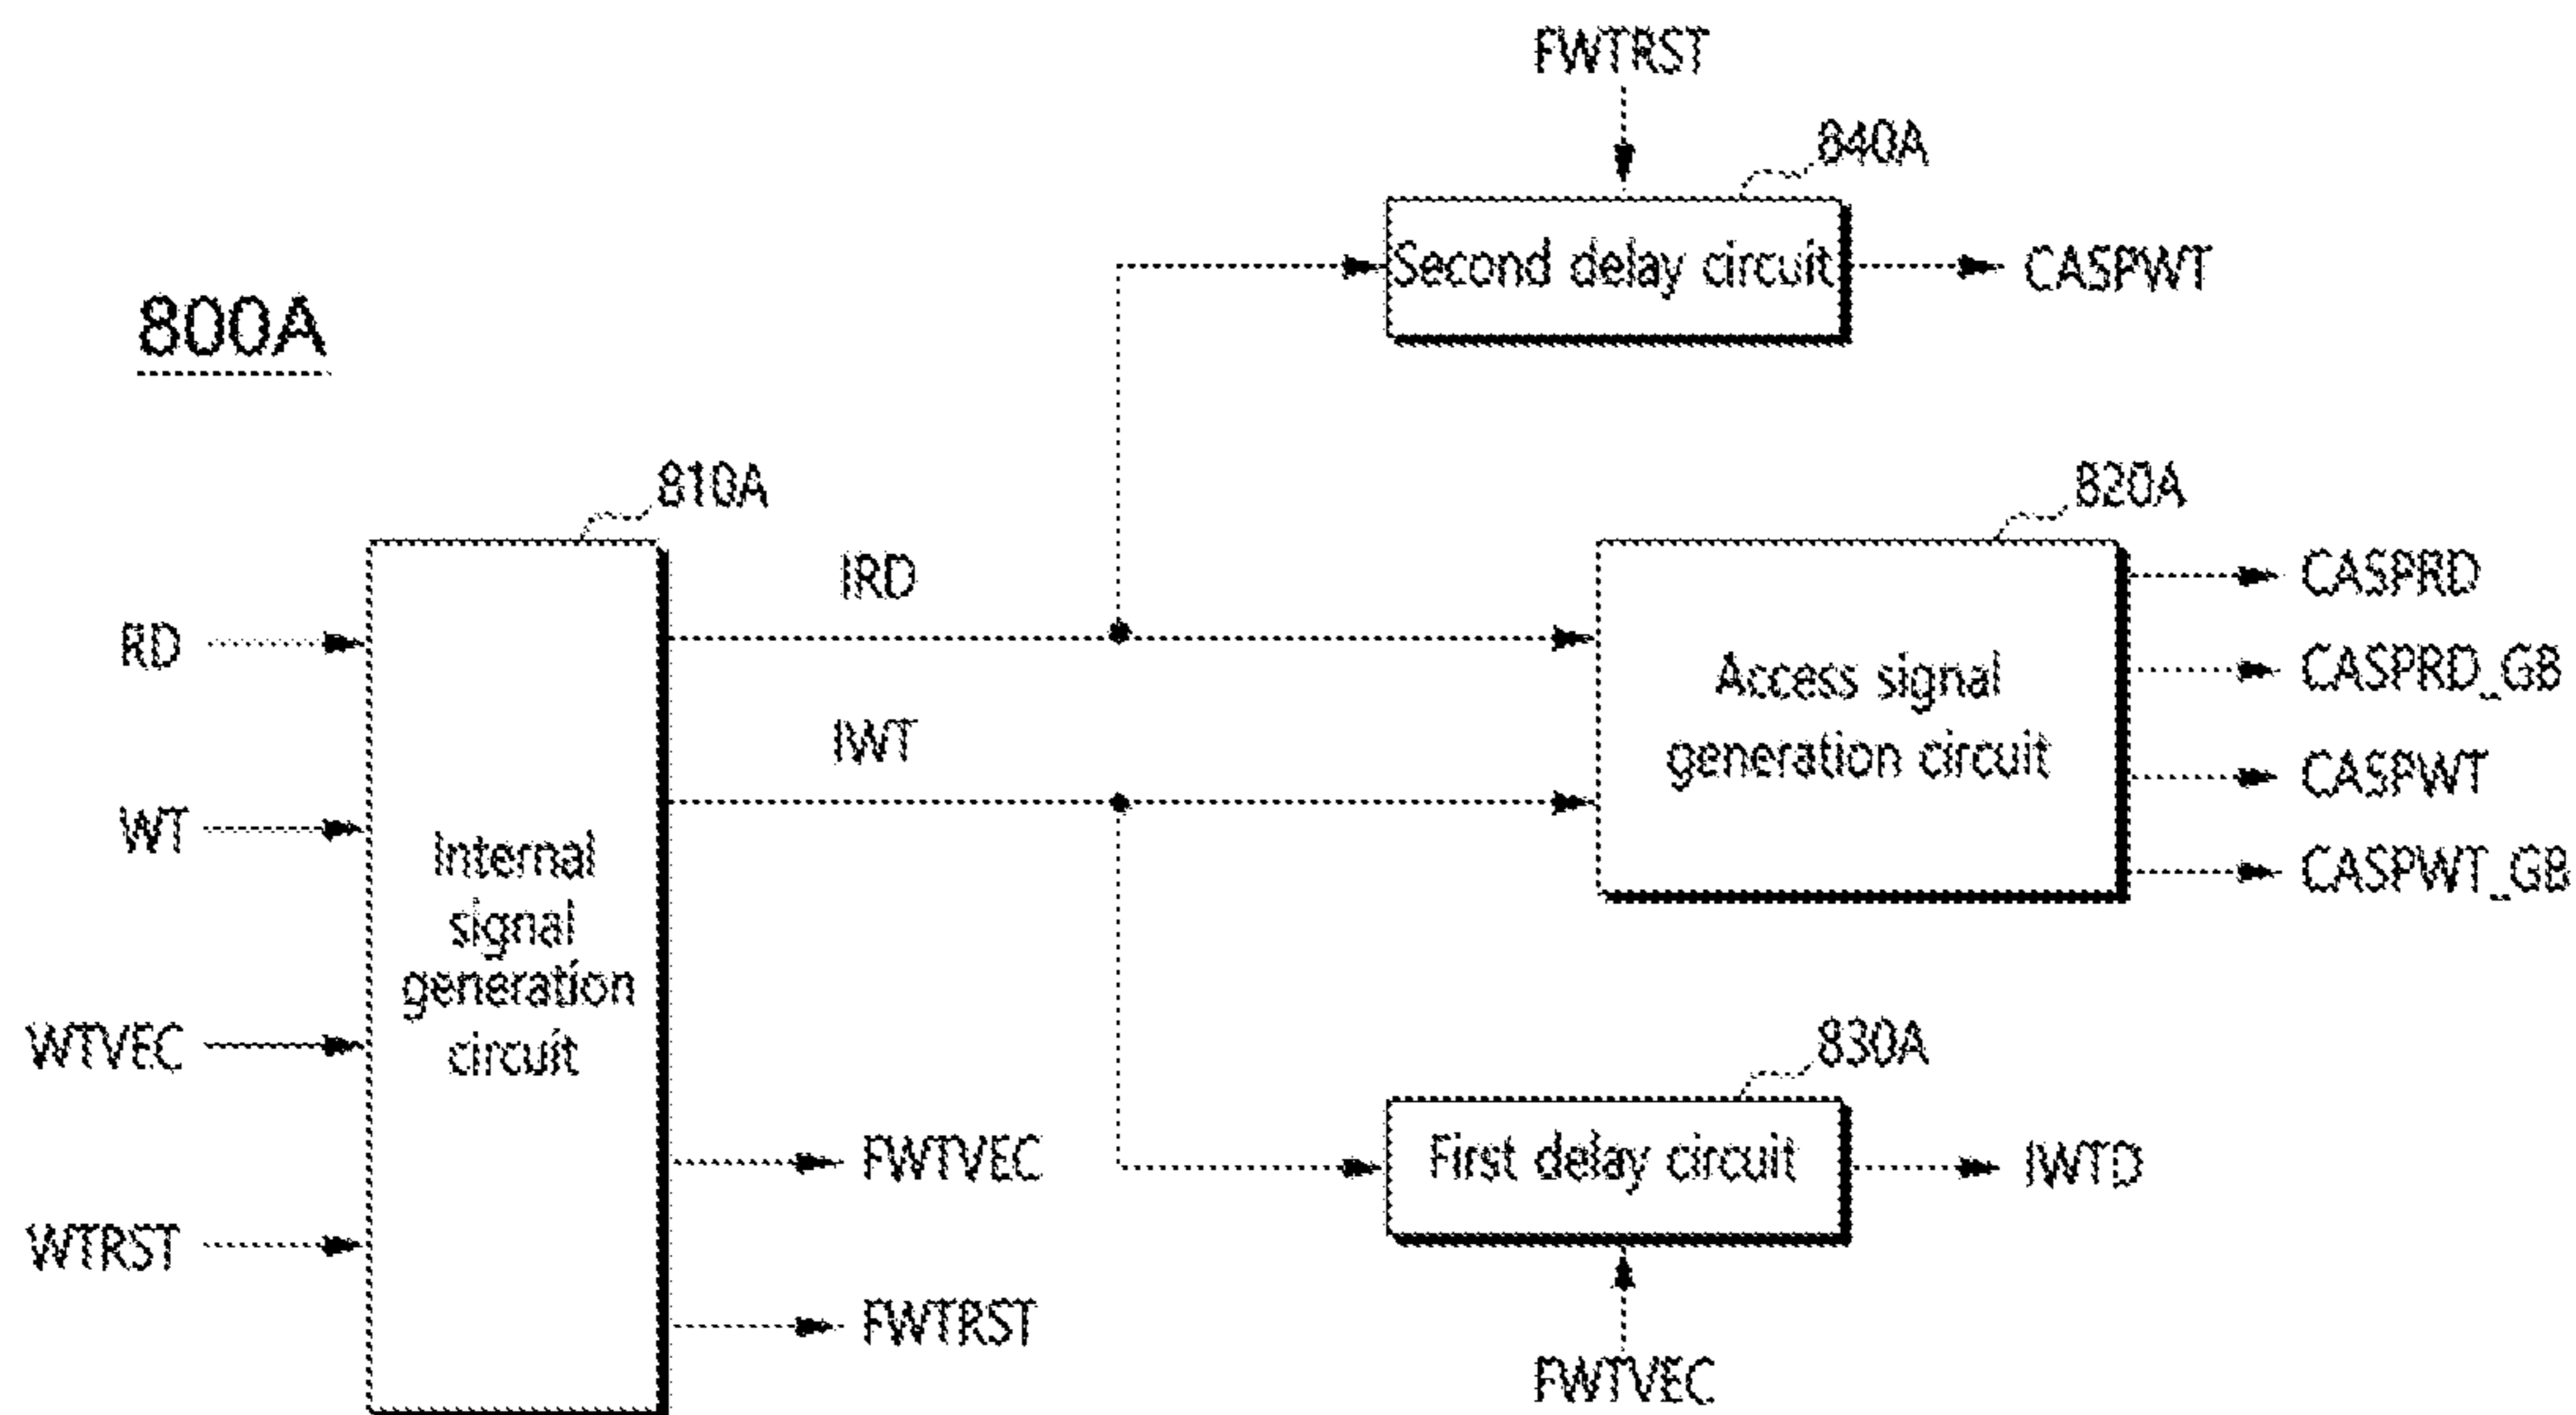 FWTRST
840A
Second delay circuit
CASPWT
800A
810A
820A
IRD
CASPRD
RD
CASPRD_GB
Access signal
generation circuit
IWT
CASPWT
WT
CASPWT_GB
Internal
signal
generation
circuit
WTVEC
830A
FWTVEC
First delay circuit
IWTD
WTRST
FWTRST
FWTVEC